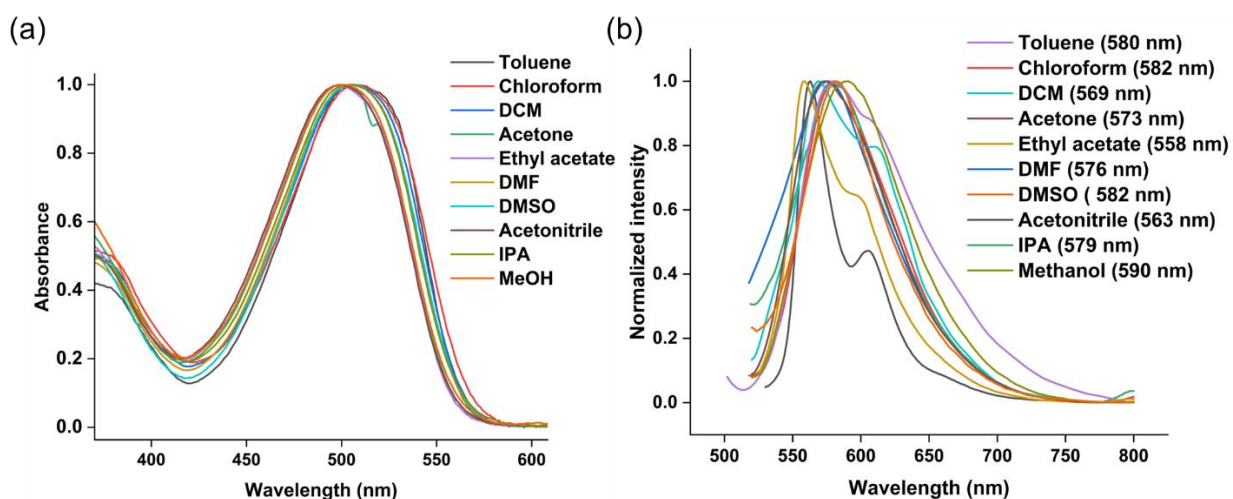 (a)
Toluene
Chloroform
DCM
Acetone
Ethyl acetate
DMF
DMSO
Acetonitrile
IPA
MeOH
1.0
0.8
0.6
0.4
0.2
0.0
Absorbance
400 450 500 550 600
Wavelength (nm)
(b)
Toluene (580 nm)
Chloroform (582 nm)
DCM (569 nm)
Acetone (573 nm)
Ethyl acetate (558 nm)
DMF (576 nm)
DMSO ( 582 nm)
Acetonitrile (563 nm)
IPA (579 nm)
Methanol (590 nm)
1.0
0.8
0.6
0.4
0.2
0.0
Normalized intensity
500 550 600 650 700 750 800
Wavelength (nm)